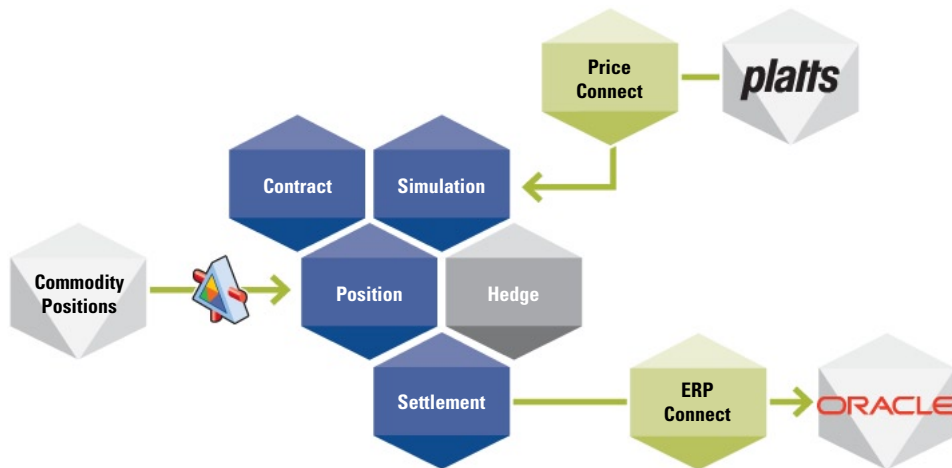 Price
Connect
platts
Contract
Simulation
Commodity
Positions
Position
Hedge
Settlement
ERP
Connect
ORACLE